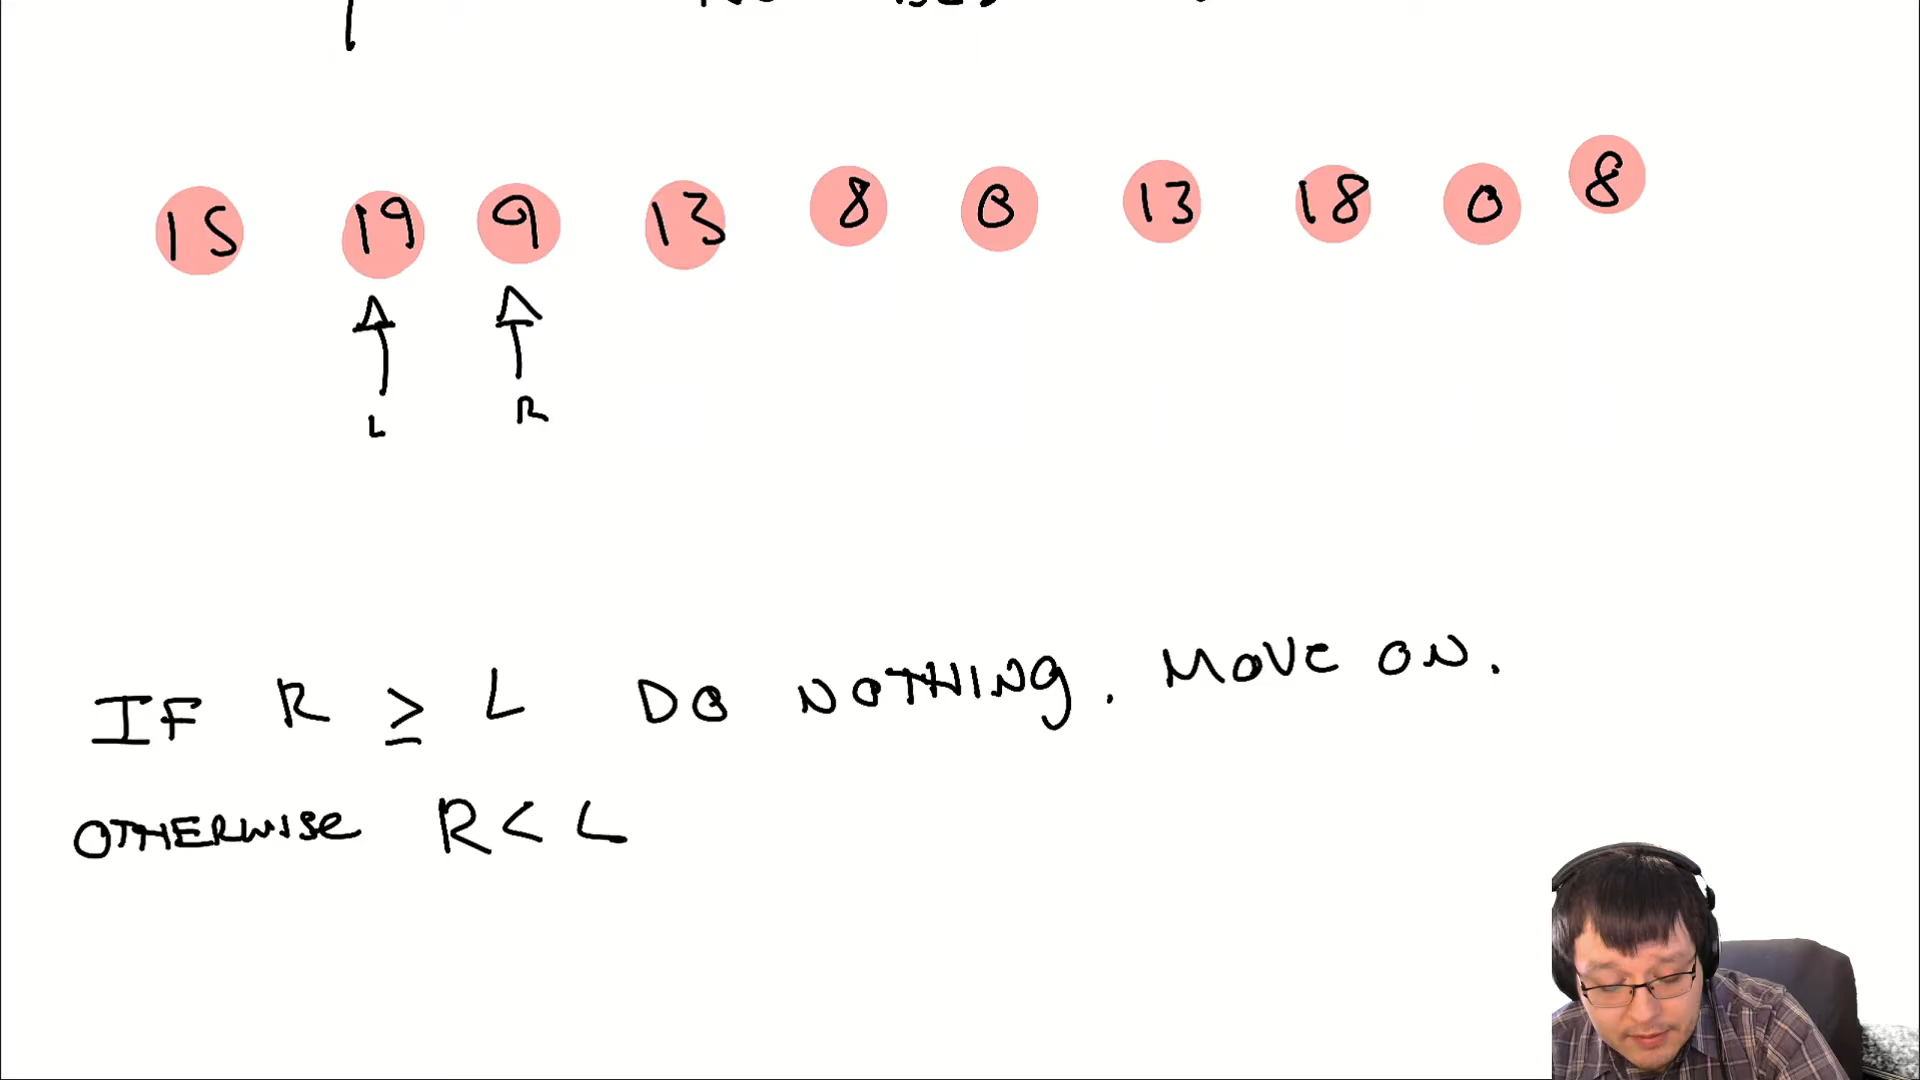 15 19 9 13 8 0 13 18 0 8
L R
IF R ≥ L DO NOTHING. MOVE ON.
OTHERWISE R < L